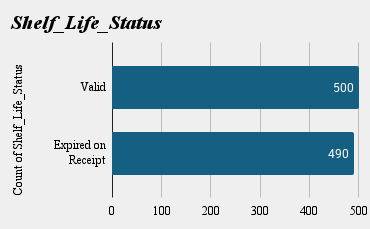 Shelf_Life_Status
Count of Shelf_Life_Status
Valid
500
Expired on
Receipt
490
0
100
200
300
400
500